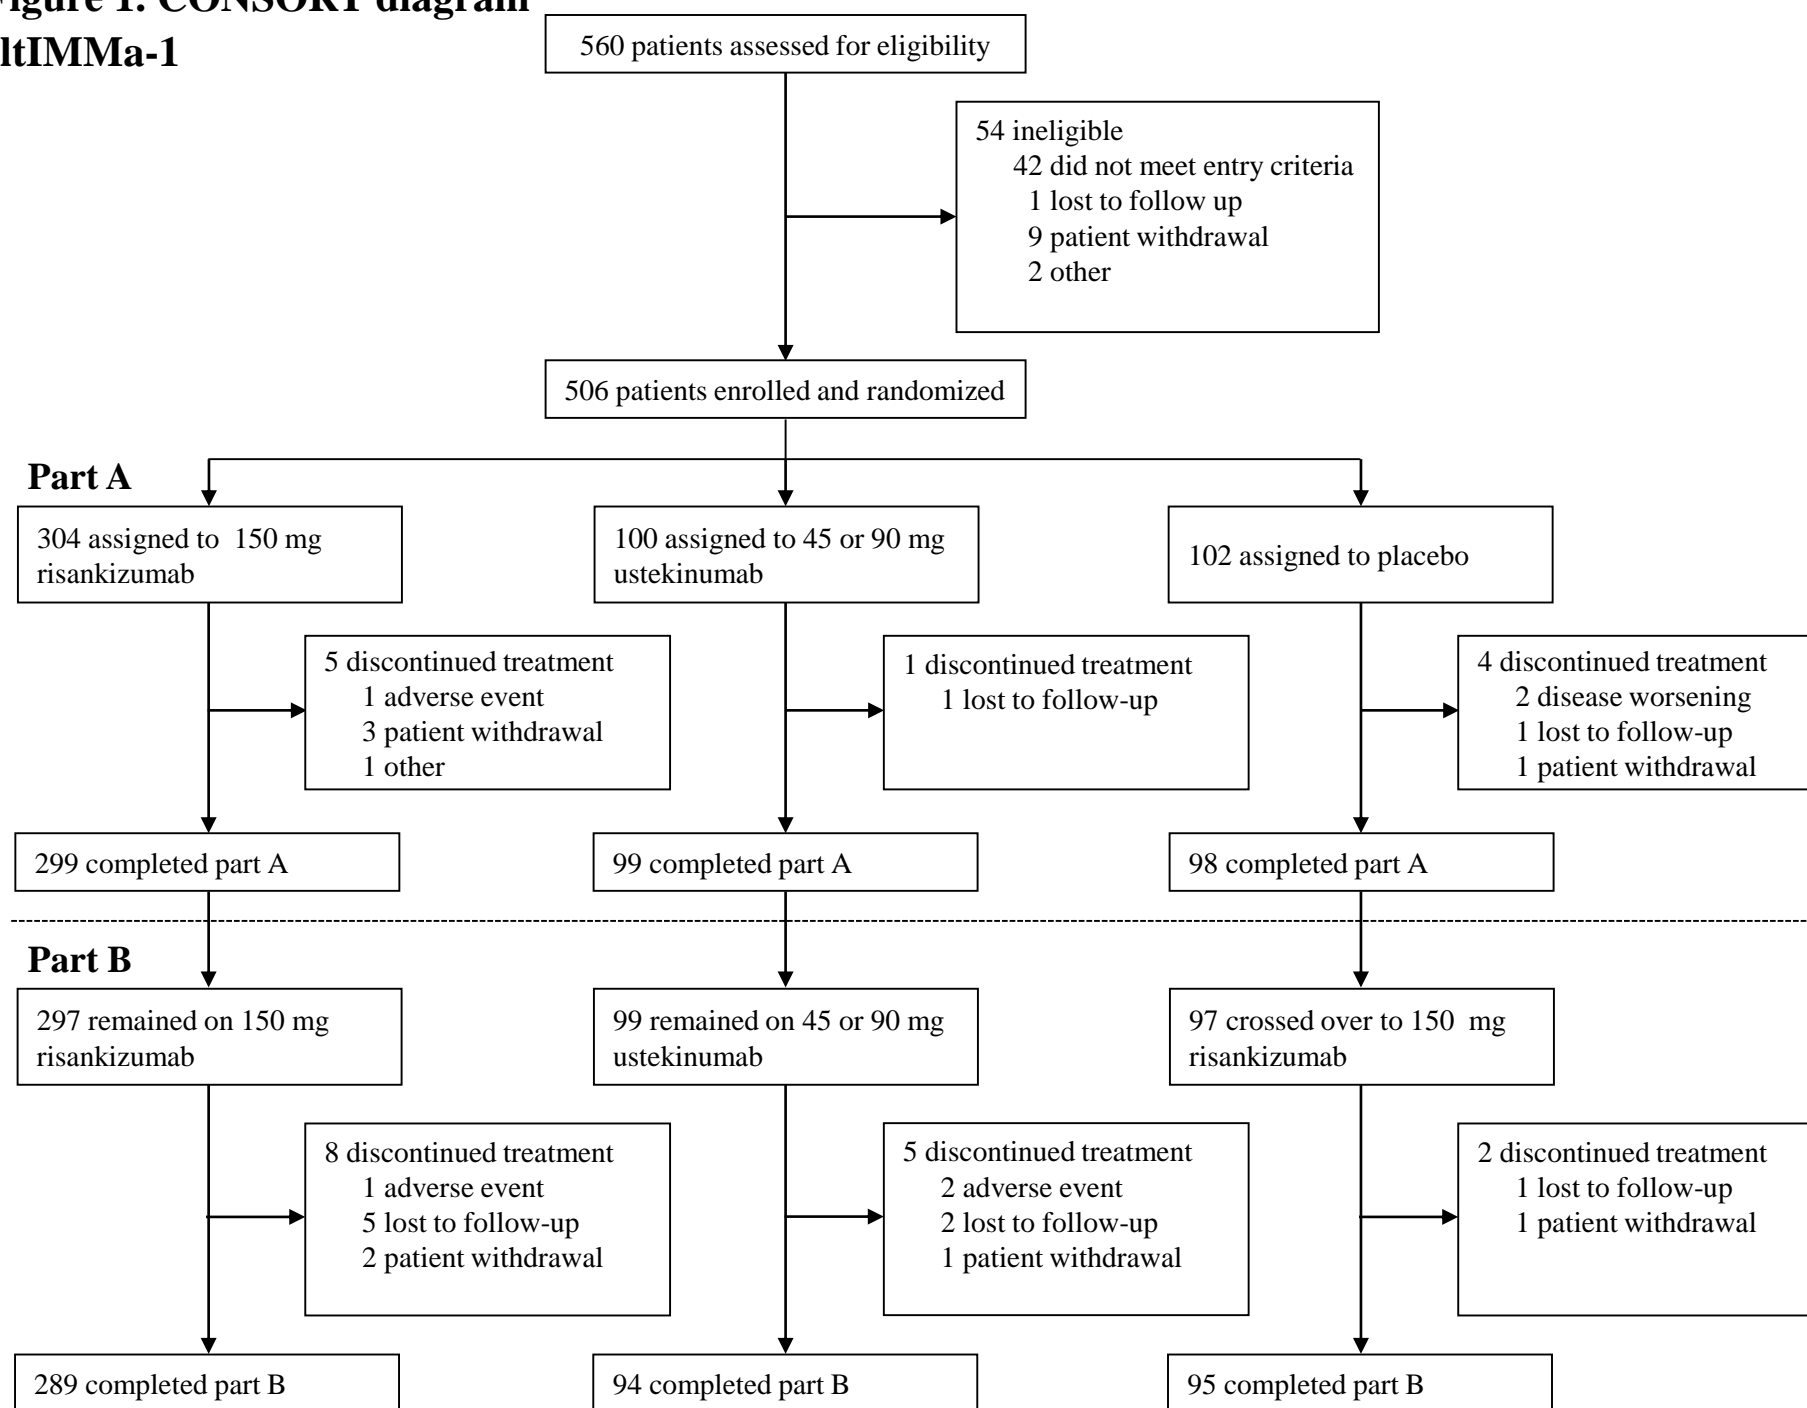 Figure 1. CONSORT diagram
ltIMMa-1
560 patients assessed for eligibility
54 ineligible
42 did not meet entry criteria
1 lost to follow up
9 patient withdrawal
2 other
506 patients enrolled and randomized
Part A
304 assigned to 150 mg
risankizumab
100 assigned to 45 or 90 mg
ustekinumab
102 assigned to placebo
5 discontinued treatment
1 adverse event
3 patient withdrawal
1 other
1 discontinued treatment
1 lost to follow-up
4 discontinued treatment
2 disease worsening
1 lost to follow-up
1 patient withdrawal
299 completed part A
99 completed part A
98 completed part A
Part B
297 remained on 150 mg
risankizumab
99 remained on 45 or 90 mg
ustekinumab
97 crossed over to 150 mg
risankizumab
8 discontinued treatment
1 adverse event
5 lost to follow-up
2 patient withdrawal
5 discontinued treatment
2 adverse event
2 lost to follow-up
1 patient withdrawal
2 discontinued treatment
1 lost to follow-up
1 patient withdrawal
289 completed part B
94 completed part B
95 completed part B